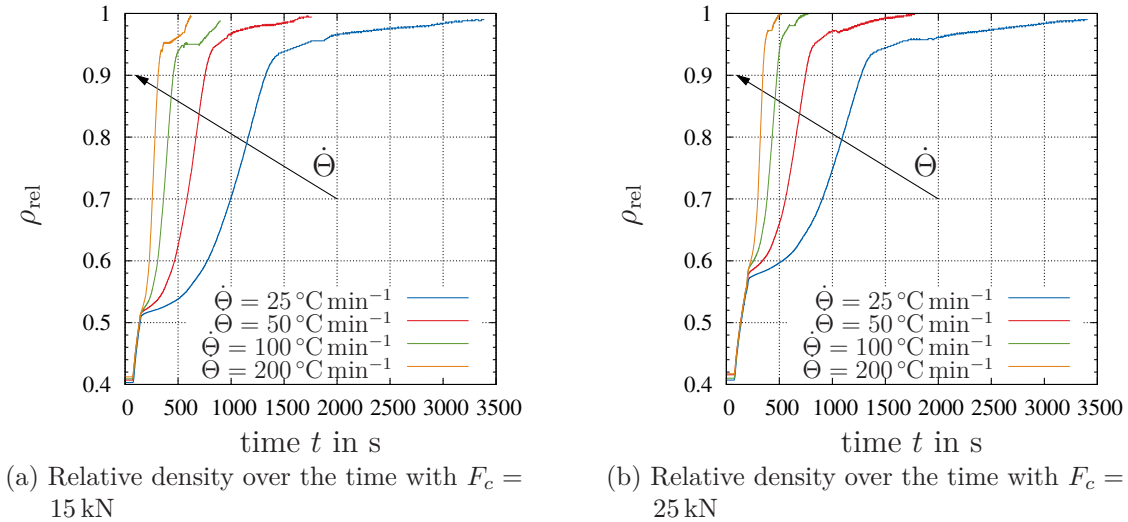 1
0.9
0.8
0.7
0.6
0.5
0.4
ρrel
Θ̇
Θ̇ = 25 °C min⁻¹
Θ̇ = 50 °C min⁻¹
Θ̇ = 100 °C min⁻¹
Θ̇ = 200 °C min⁻¹
0 500 1000 1500 2000 2500 3000 3500
time t in s
(a) Relative density over the time with Fc =
15 kN
1
0.9
0.8
0.7
0.6
0.5
0.4
ρrel
Θ̇
Θ̇ = 25 °C min⁻¹
Θ̇ = 50 °C min⁻¹
Θ̇ = 100 °C min⁻¹
Θ̇ = 200 °C min⁻¹
0 500 1000 1500 2000 2500 3000 3500
time t in s
(b) Relative density over the time with Fc =
25 kN